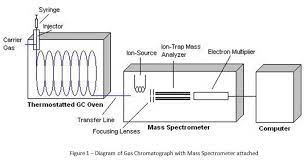 Syringe
Injector
Carrier
Gas
Ion-Source
Ion-Trap Mass
Analyzer
Electron Multiplier
Thermostatted GC Oven
Transfer Line
Focusing Lenses
Mass Spectrometer
Computer
Figure 1 – Diagram of Gas Chromatograph with Mass Spectrometer attached